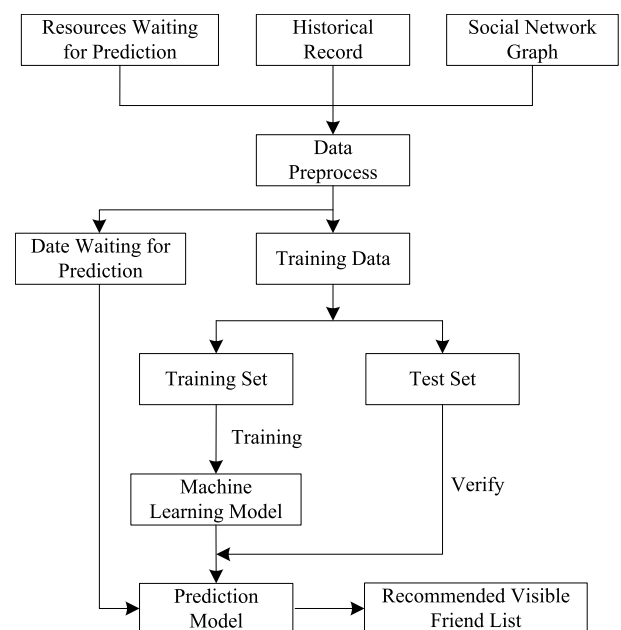 Resources Waiting
for Prediction
Historical
Record
Social Network
Graph
Data
Preprocess
Date Waiting for
Prediction
Training Data
Training Set
Test Set
Training
Machine
Learning Model
Verify
Prediction
Model
Recommended Visible
Friend List